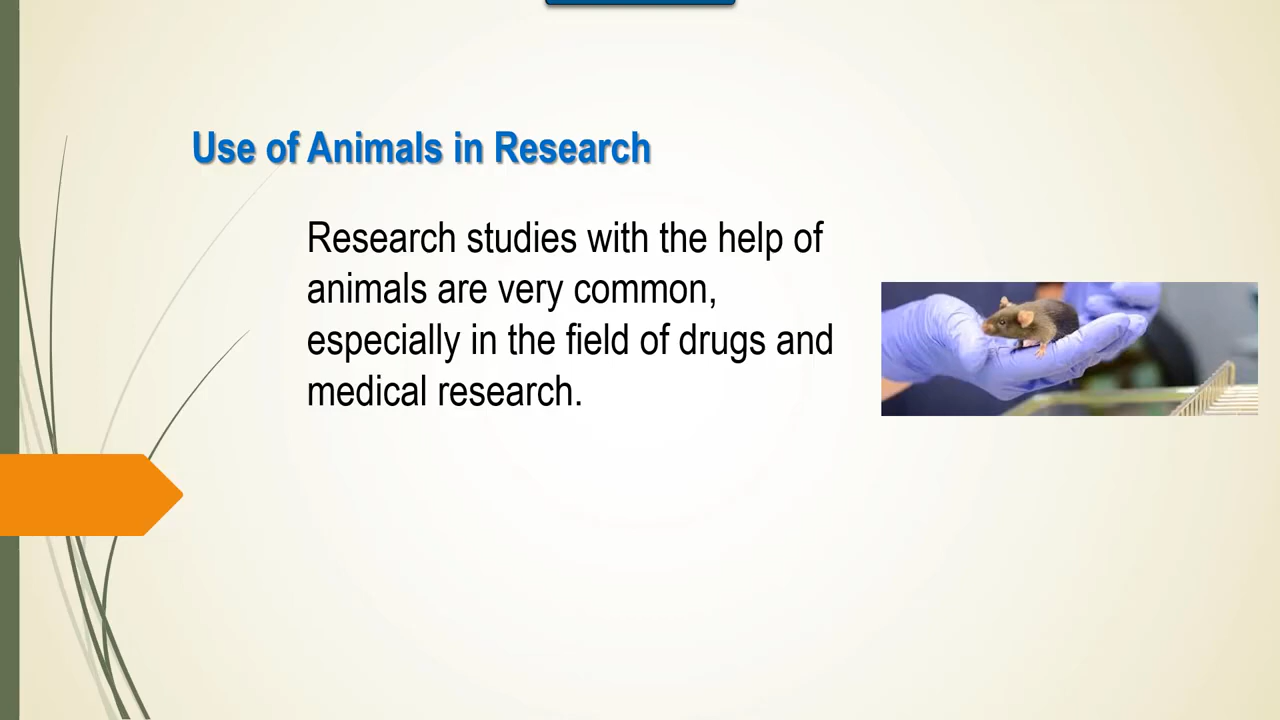 Use of Animals in Research
Research studies with the help of
animals are very common,
especially in the field of drugs and
medical research.